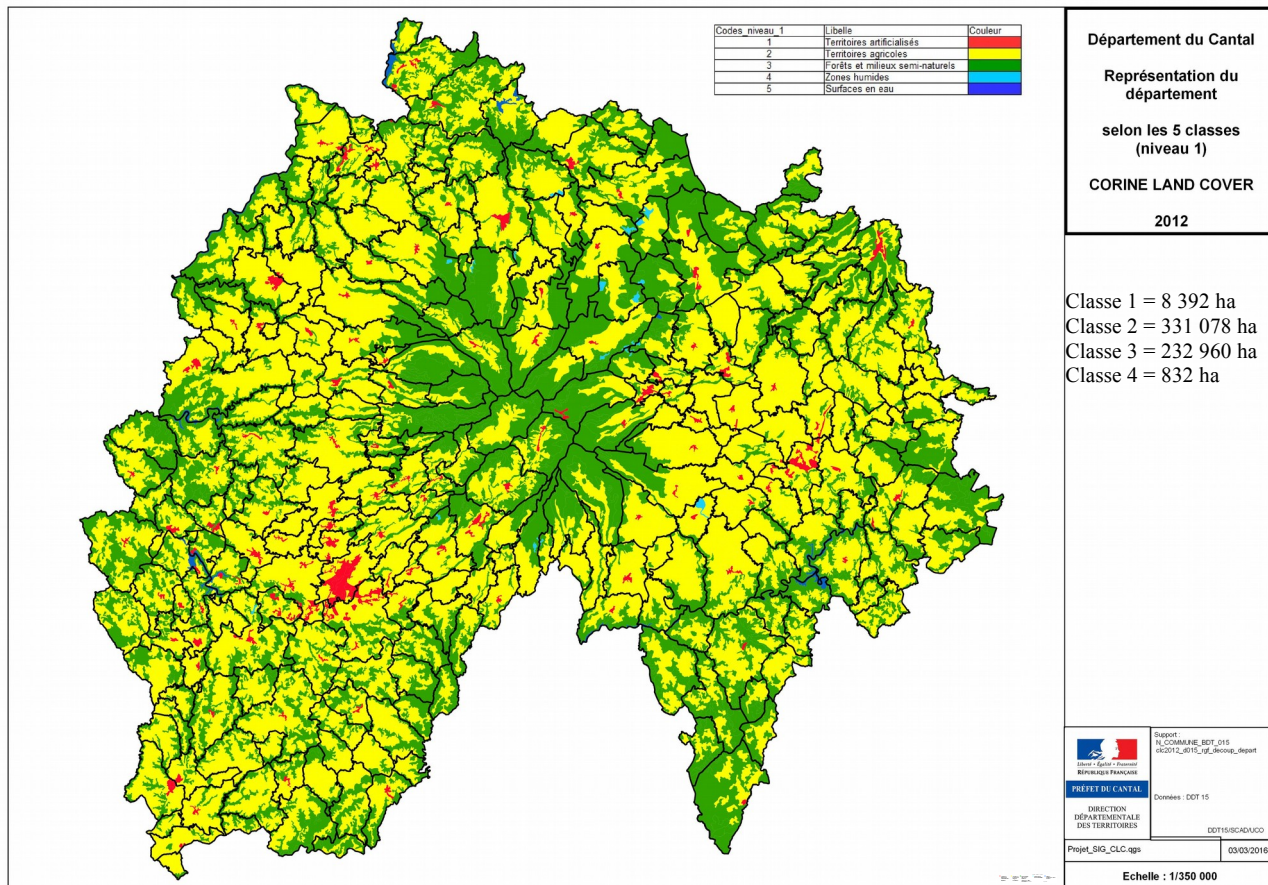 Codes_niveau_1 Libelle Couleur
1 Territoires artificialisés
2 Territoires agricoles
3 Forêts et milieux semi-naturels
4 Zones humides
5 Surfaces en eau
Département du Cantal
Représentation du
département
selon les 5 classes
(niveau 1)
CORINE LAND COVER
2012
Classe 1 = 8 392 ha
Classe 2 = 331 078 ha
Classe 3 = 232 960 ha
Classe 4 = 832 ha
Liberté • Égalité • Fraternité
RÉPUBLIQUE FRANÇAISE
PRÉFET DU CANTAL
DIRECTION
DÉPARTEMENTALE
DES TERRITOIRES
Support :
N_COMMUNE_BDT_015
clc2012_d015_rgf_decoup_depart
Données : DDT 15
DDT15/SCAD/UCO
Projet_SIG_CLC.qgs 03/03/2016
Echelle : 1/350 000